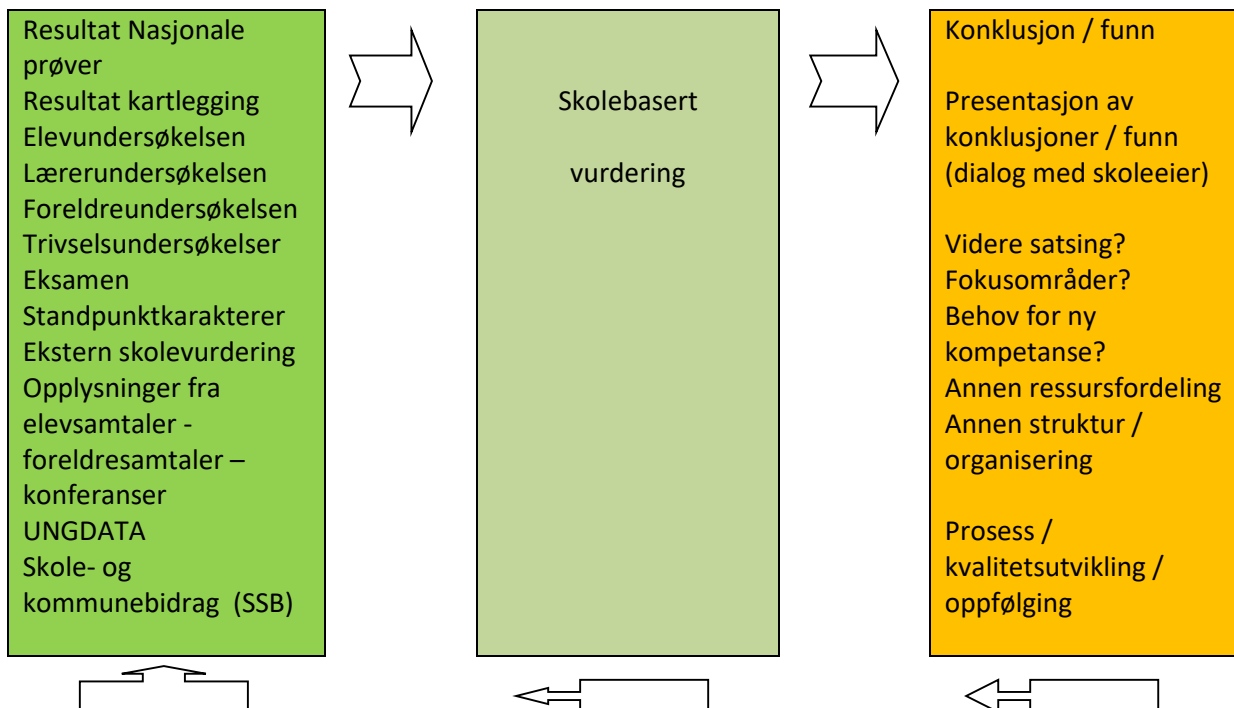 Resultat Nasjonale
prøver
Resultat kartlegging
Elevundersøkelsen
Lærerundersøkelsen
Foreldreundersøkelsen
Trivselsundersøkelser
Eksamen
Standpunktkarakterer
Ekstern skolevurdering
Opplysninger fra
elevsamtaler -
foreldresamtaler –
konferanser
UNGDATA
Skole- og
kommunebidrag (SSB)
Skolebasert
vurdering
Konklusjon / funn
Presentasjon av
konklusjoner / funn
(dialog med skoleeier)
Videre satsing?
Fokusområder?
Behov for ny
kompetanse?
Annen ressursfordeling
Annen struktur /
organisering
Prosess /
kvalitetsutvikling /
oppfølging